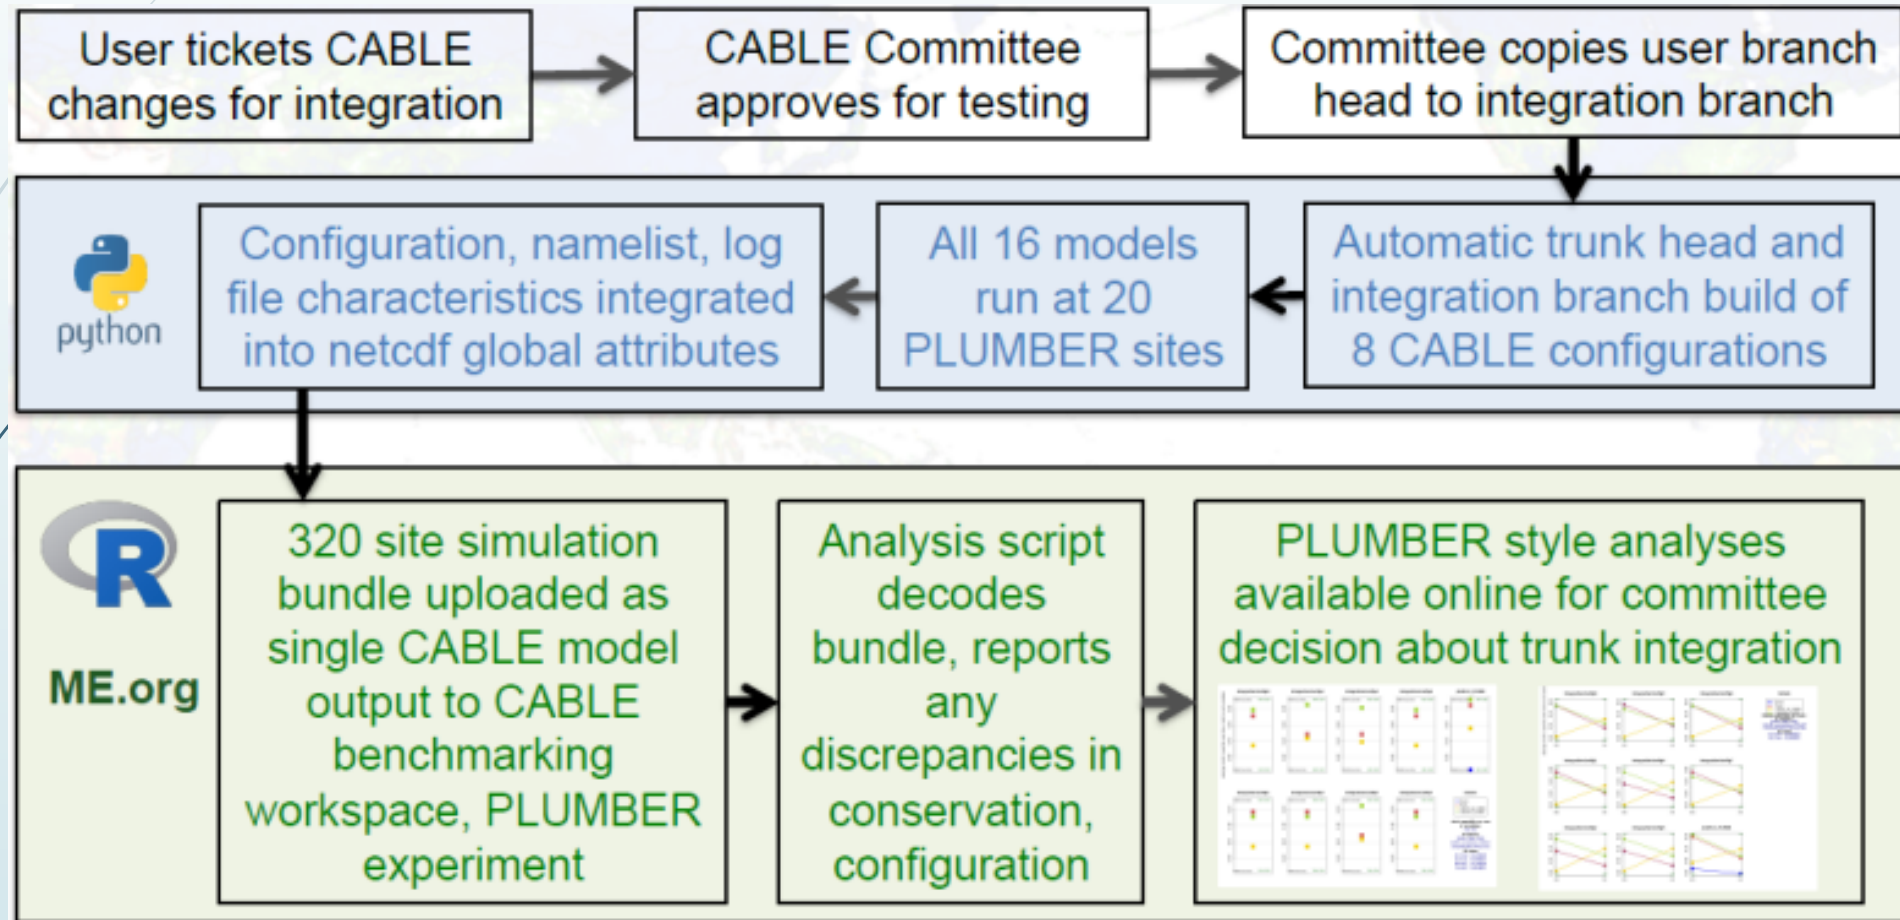 User tickets CABLE
changes for integration
CABLE Committee
approves for testing
Committee copies user branch
head to integration branch
python
Automatic trunk head and
integration branch build of
8 CABLE configurations
All 16 models
run at 20
PLUMBER sites
Configuration, namelist, log
file characteristics integrated
into netcdf global attributes
R
ME.org
320 site simulation
bundle uploaded as
single CABLE model
output to CABLE
benchmarking
workspace, PLUMBER
experiment
Analysis script
decodes
bundle, reports
any
discrepancies in
conservation,
configuration
PLUMBER style analyses
available online for committee
decision about trunk integration